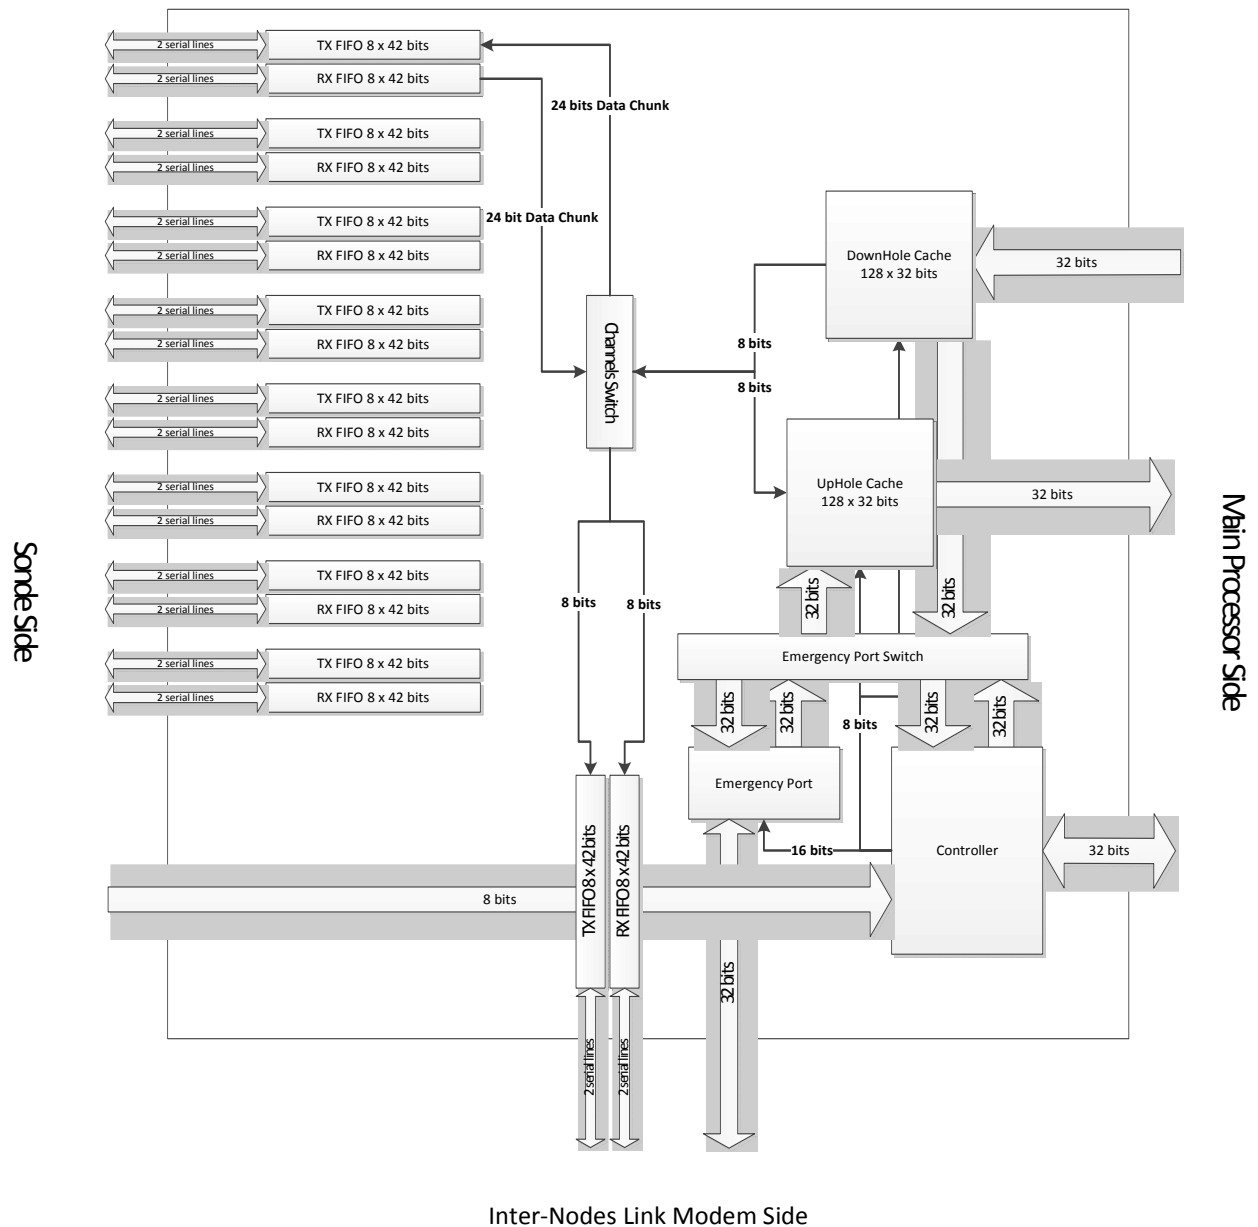 2 serial lines
TX FIFO 8 x 42 bits
2 serial lines
RX FIFO 8 x 42 bits
24 bits Data Chunk
2 serial lines
TX FIFO 8 x 42 bits
2 serial lines
RX FIFO 8 x 42 bits
2 serial lines
TX FIFO 8 x 42 bits
24 bit Data Chunk
2 serial lines
RX FIFO 8 x 42 bits
2 serial lines
TX FIFO 8 x 42 bits
2 serial lines
RX FIFO 8 x 42 bits
2 serial lines
TX FIFO 8 x 42 bits
2 serial lines
RX FIFO 8 x 42 bits
2 serial lines
TX FIFO 8 x 42 bits
2 serial lines
RX FIFO 8 x 42 bits
2 serial lines
TX FIFO 8 x 42 bits
2 serial lines
RX FIFO 8 x 42 bits
2 serial lines
TX FIFO 8 x 42 bits
2 serial lines
RX FIFO 8 x 42 bits
Sonde Side
Channels Switch
DownHole Cache
128 x 32 bits
32 bits
8 bits
8 bits
UpHole Cache
128 x 32 bits
32 bits
Main Processor Side
8 bits
8 bits
32 bits
32 bits
Emergency Port Switch
32 bits
32 bits
8 bits
32 bits
32 bits
Emergency Port
16 bits
Controller
32 bits
8 bits
TX FIFO 8 x 42 bits
RX FIFO 8 x 42 bits
32 bits
2 serial lines
2 serial lines
Inter-Nodes Link Modem Side